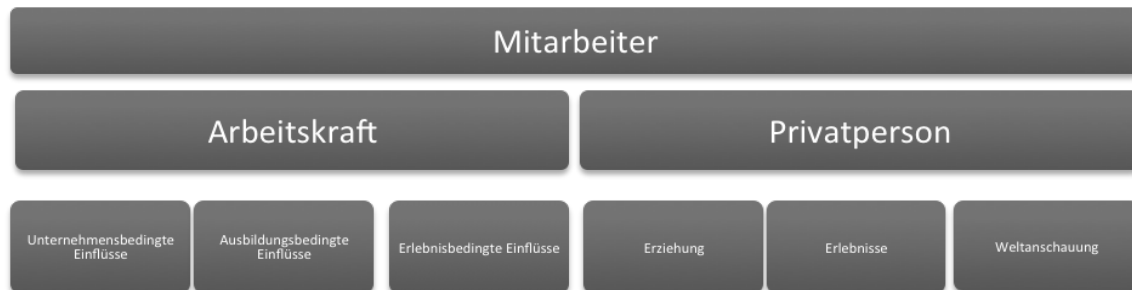 Mitarbeiter
Arbeitskraft
Privatperson
Unternehmensbedingte
Einflüsse
Ausbildungsbedingte
Einflüsse
Erlebnisbedingte Einflüsse
Erziehung
Erlebnisse
Weltanschauung